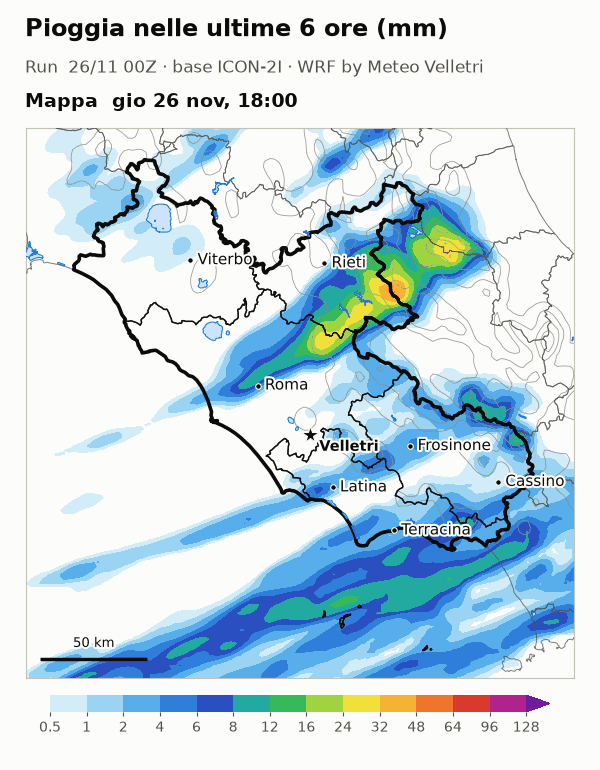 Pioggia nelle ultime 6 ore (mm)
Run  26/11 00Z · base ICON-2I · WRF by Meteo Velletri
Mappa  gio 26 nov, 18:00
Viterbo
Rieti
Roma
Velletri
Frosinone
Latina
Cassino
Terracina
50 km
0.5 1 2 4 6 8 12 16 24 32 48 64 96 128